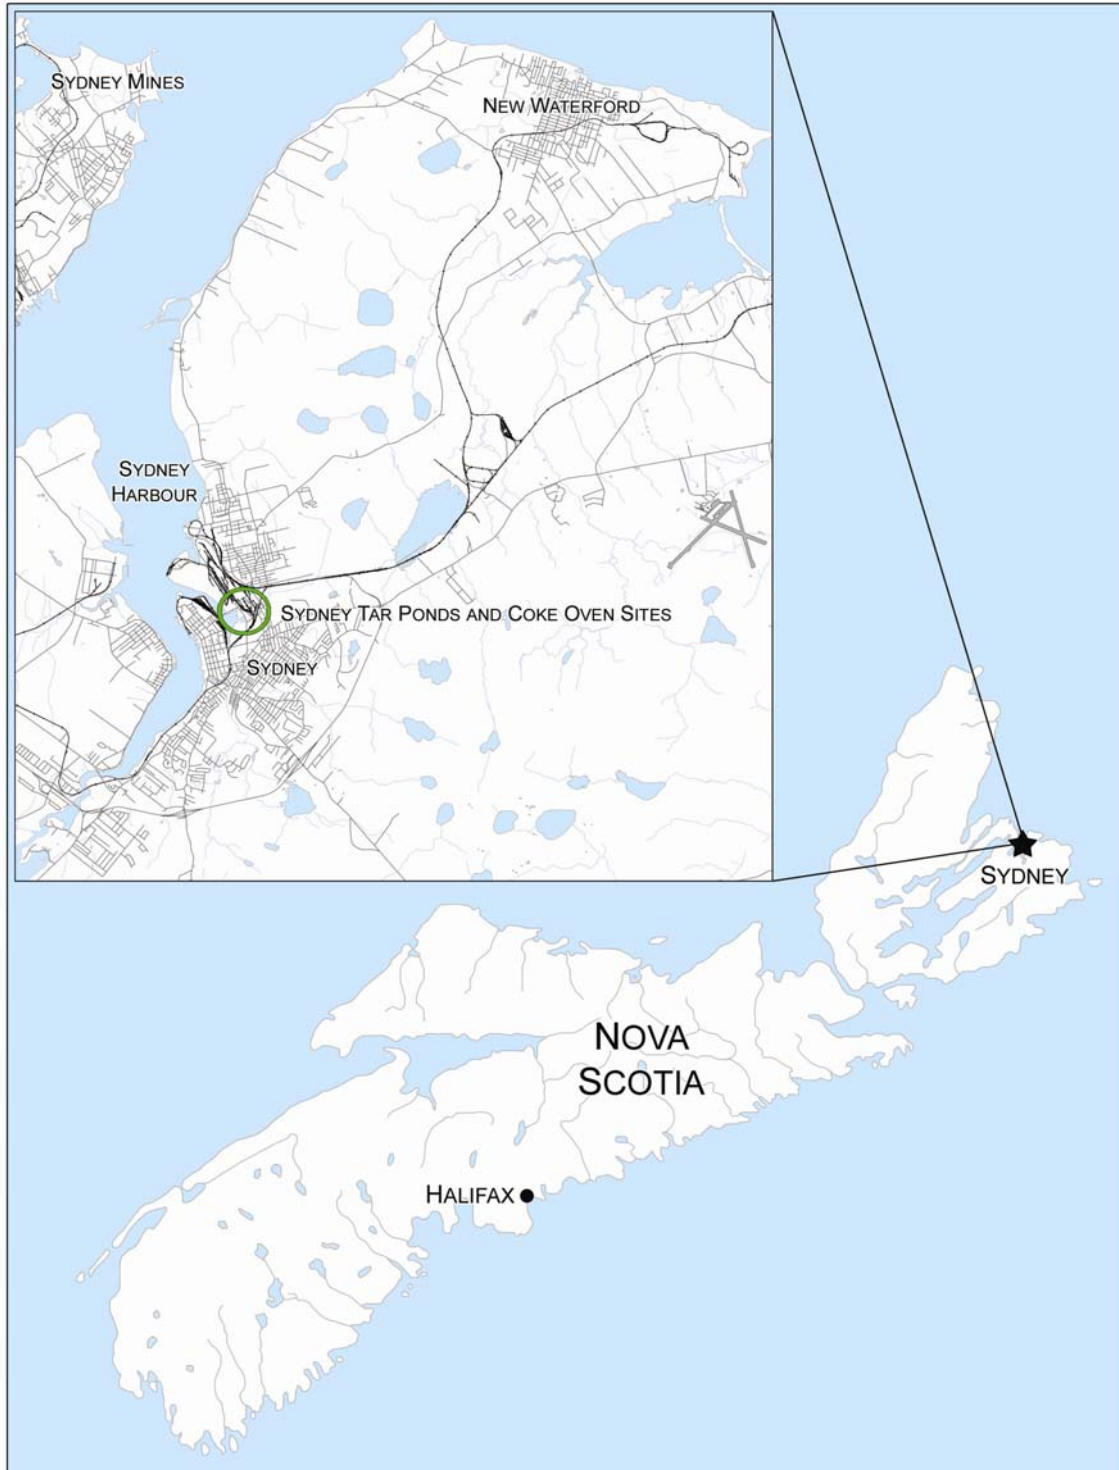 SYDNEY MINES
NEW WATERFORD
SYDNEY
HARBOUR
SYDNEY TAR PONDS AND COKE OVEN SITES
SYDNEY
SYDNEY
NOVA
SCOTIA
HALIFAX